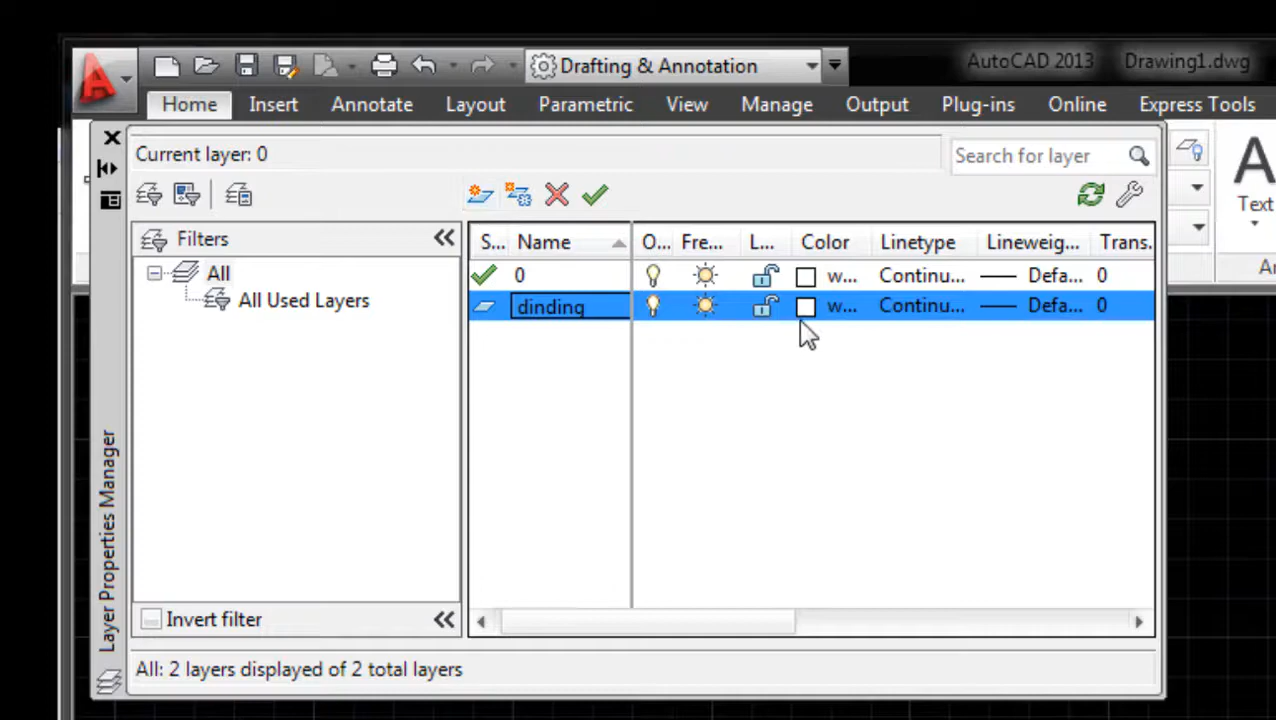 Drafting & Annotation AutoCAD 2013 Drawing1.dwg
Home Insert Annotate Layout Parametric View Manage Output Plug-ins Online Express Tools
Current layer: 0
Search for layer
Text
Filters
S... Name O... Fre... L... Color Linetype Lineweig... Trans.
All
0 w... Continu... Defa... 0
All Used Layers
dinding w... Continu... Defa... 0
Invert filter
All: 2 layers displayed of 2 total layers
Layer Properties Manager